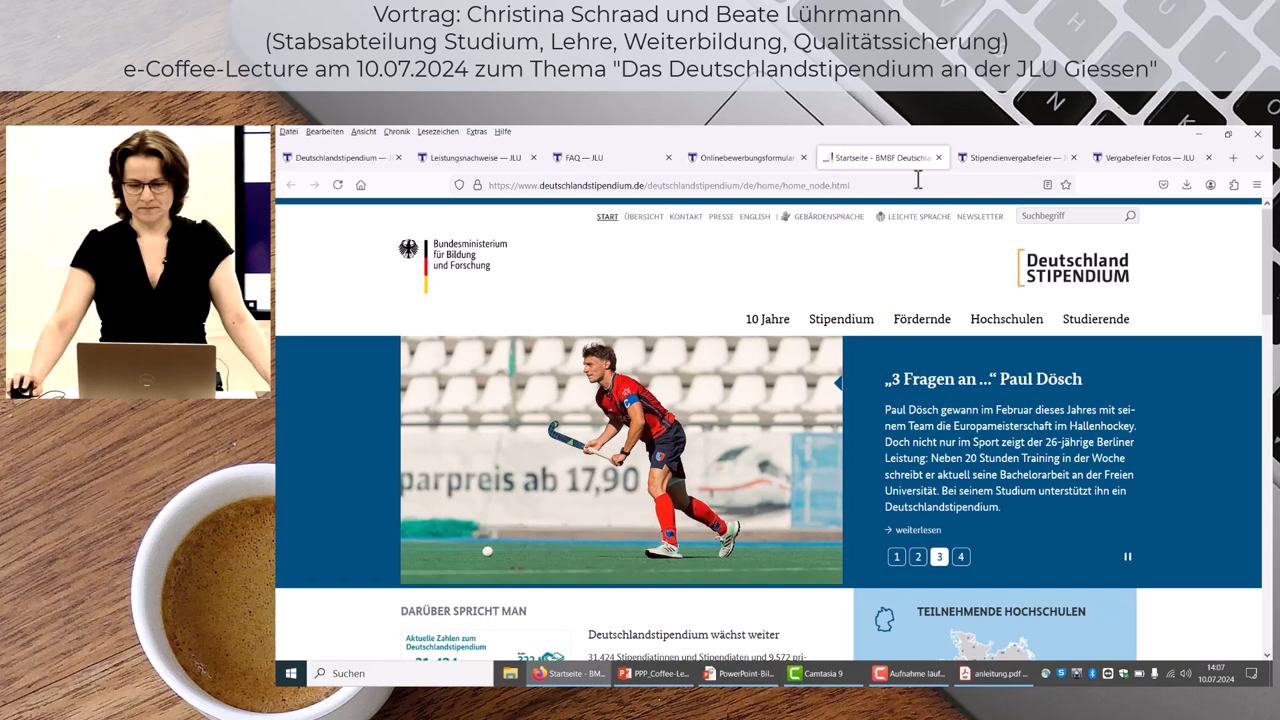 Vortrag: Christina Schraad und Beate Lührmann
(Stabsabteilung Studium, Lehre, Weiterbildung, Qualitätssicherung)
e-Coffee-Lecture am 10.07.2024 zum Thema "Das Deutschlandstipendium an der JLU Giessen"
Datei Bearbeiten Ansicht Chronik Lesezeichen Extras Hilfe
Deutschlandstipendium — Leistungsnachweise — JLU FAQ — JLU Onlinebewerbungsformular Startseite - BMBF Deutschla Stipendienvergabefeier — Vergabefeier Fotos — JLU
https://www.deutschlandstipendium.de/deutschlandstipendium/de/home/home_node.html
START ÜBERSICHT KONTAKT PRESSE ENGLISH | GEBÄRDENSPRACHE LEICHTE SPRACHE NEWSLETTER Suchbegriff
Bundesministerium
für Bildung
und Forschung
Deutschland
STIPENDIUM
10 Jahre Stipendium Fördernde Hochschulen Studierende
parpreis ab 17,90
„3 Fragen an ...“ Paul Dösch
Paul Dösch gewann im Februar dieses Jahres mit sei-
nem Team die Europameisterschaft im Hallenhockey.
Doch nicht nur im Sport zeigt der 26-jährige Berliner
Leistung: Neben 20 Stunden Training in der Woche
schreibt er aktuell seine Bachelorarbeit an der Freien
Universität. Bei seinem Studium unterstützt ihn ein
Deutschlandstipendium.
→ weiterlesen
1 2 3 4
DARÜBER SPRICHT MAN
Aktuelle Zahlen zum
Deutschlandstipendium
Deutschlandstipendium wächst weiter
31.424 Stipendiatinnen und Stipendiaten und 9.572 pri-
TEILNEHMENDE HOCHSCHULEN
Suchen Startseite - BM... PPP_Coffee-Le... PowerPoint-Bil... Camtasia 9 Aufnahme läuf... anleitung.pdf ... 14:07
10.07.2024